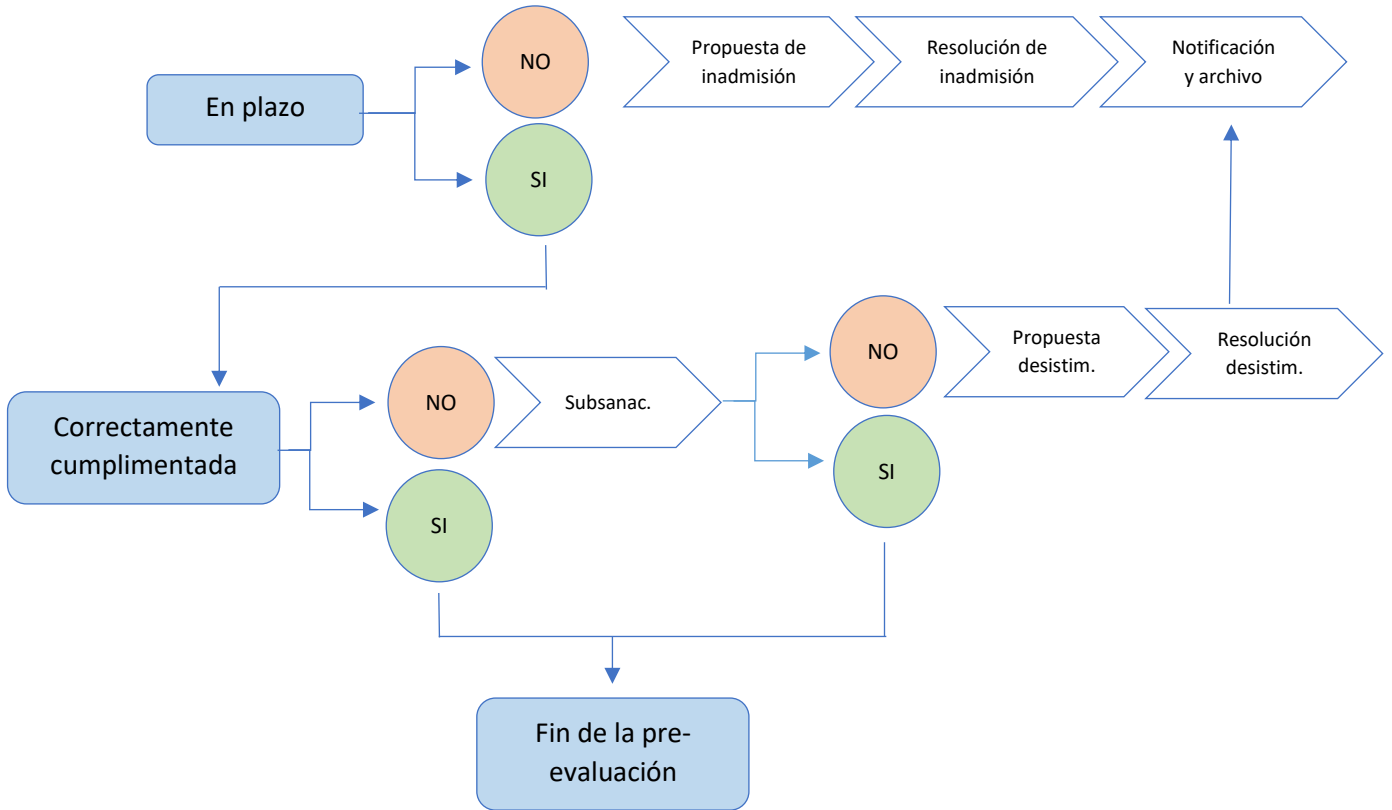 NO
Propuesta de
inadmisión
Resolución de
inadmisión
Notificación
y archivo
En plazo
SI
NO
Propuesta
desistim.
Resolución
desistim.
NO
Subsanac.
Correctamente
cumplimentada
SI
SI
Fin de la pre-
evaluación